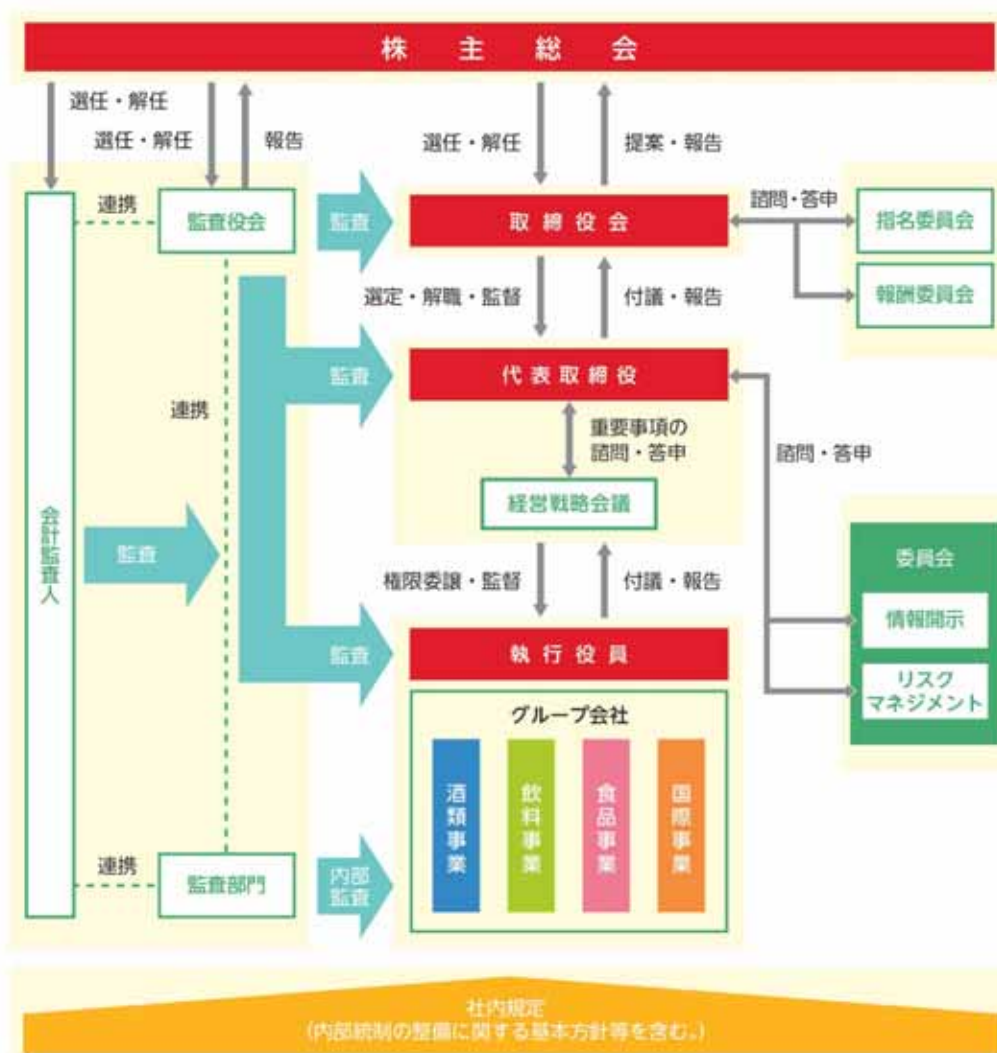 株主総会
選任・解任
選任・解任
報告
選任・解任
提案・報告
連携
監査役会
監査
取締役会
諮問・答申
指名委員会
報酬委員会
選定・解職・監督
付議・報告
監査
代表取締役
連携
重要事項の
諮問・答申
諮問・答申
経営戦略会議
会計監査人
監査
権限委譲・監督
付議・報告
委員会
情報開示
リスク
マネジメント
監査
執行役員
グループ会社
酒類事業
飲料事業
食品事業
国際事業
連携
監査部門
内部
監査
社内規定
(内部統制の整備に関する基本方針等を含む。)